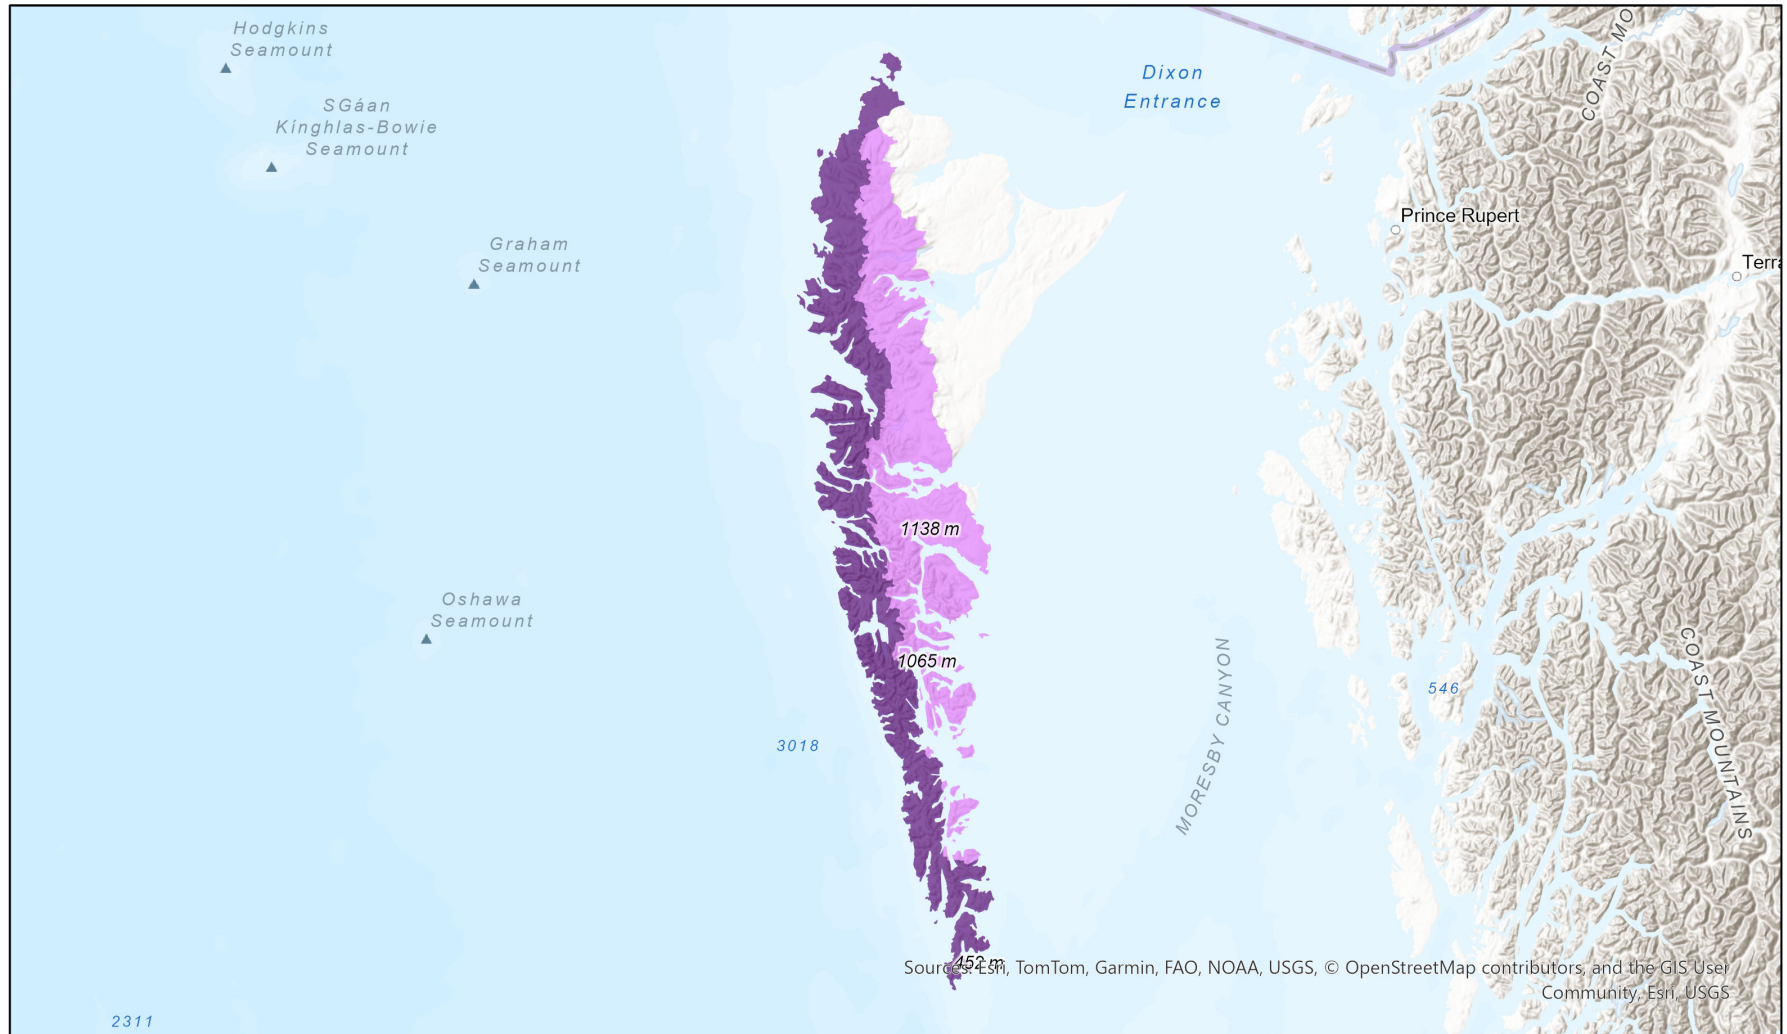 Hodgkins
Seamount
SGáan
Kínghlas-Bowie
Seamount
Dixon
Entrance
COAST MO
Prince Rupert
Graham
Seamount
Terra
1138 m
Oshawa
Seamount
1065 m
546
3018
MORESBY CANYON
COAST MOUNTAINS
452 m
Sources: Esri, TomTom, Garmin, FAO, NOAA, USGS, © OpenStreetMap contributors, and the GIS User
Community, Esri, USGS
2311